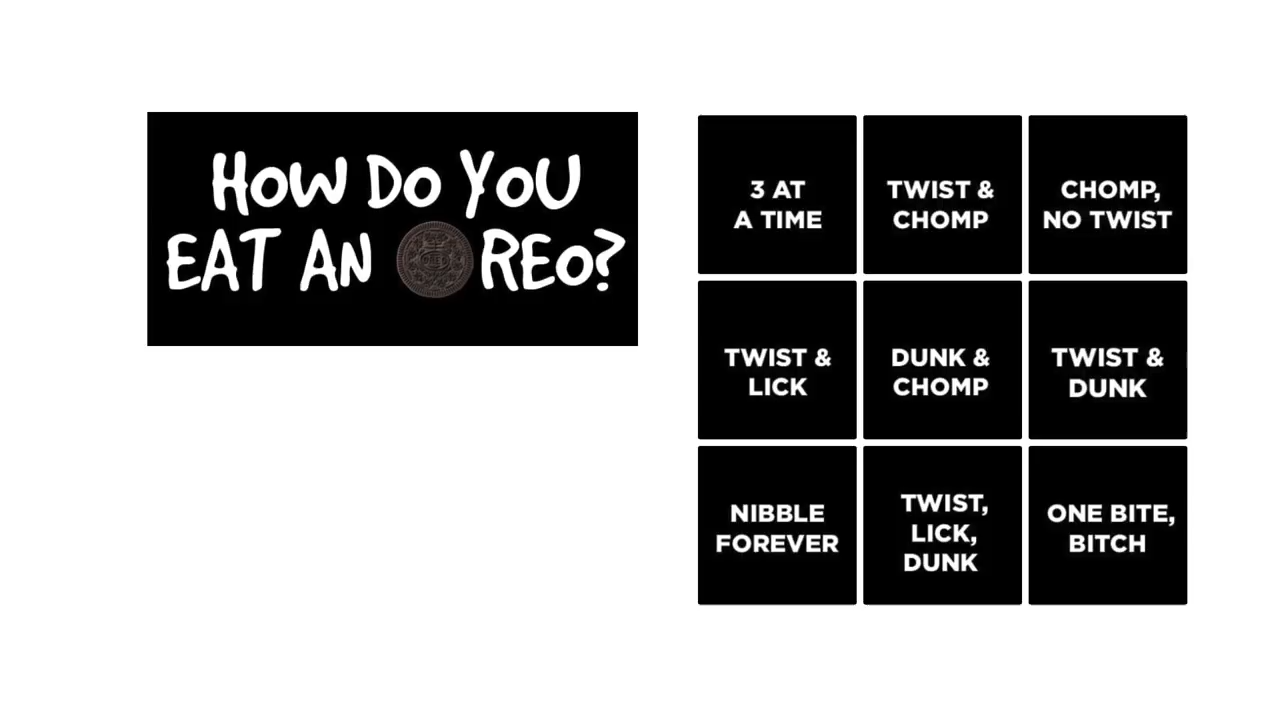 HOW DO YOU
EAT AN OREO?
3 AT
A TIME
TWIST &
CHOMP
CHOMP,
NO TWIST
TWIST &
LICK
DUNK &
CHOMP
TWIST &
DUNK
NIBBLE
FOREVER
TWIST,
LICK,
DUNK
ONE BITE,
BITCH